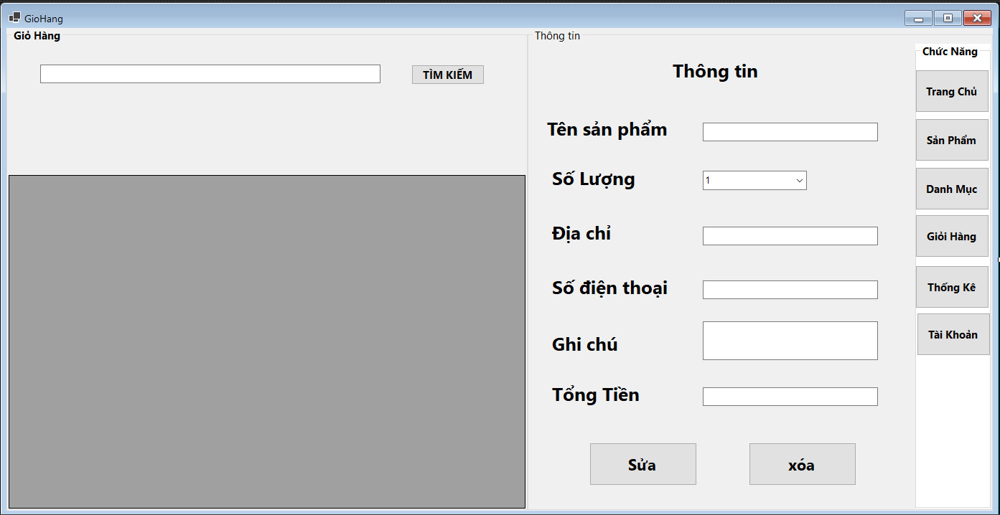 GioHang
Giỏ Hàng
TÌM KIẾM
Thông tin
Thông tin
Tên sản phẩm
Số Lượng
1
Địa chỉ
Số điện thoại
Ghi chú
Tổng Tiền
Sửa
xóa
Chức Năng
Trang Chủ
Sản Phẩm
Danh Mục
Giỏi Hàng
Thống Kê
Tài Khoản